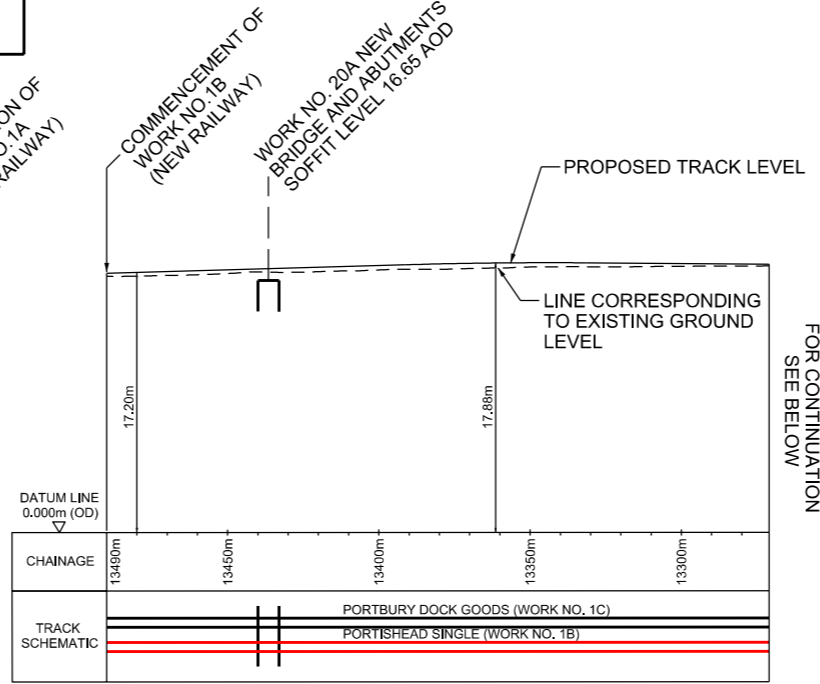 ON OF
O.1A
RAILWAY)
COMMENCEMENT OF
WORK NO.1B
(NEW RAILWAY)
WORK NO. 20A NEW
BRIDGE AND ABUTMENTS
SOFFIT LEVEL 16.65 AOD
PROPOSED TRACK LEVEL
LINE CORRESPONDING
TO EXISTING GROUND
LEVEL
FOR CONTINUATION
SEE BELOW
17.20m
17.88m
DATUM LINE
0.000m (OD)
CHAINAGE
13490m
13450m
13400m
13350m
13300m
TRACK
SCHEMATIC
PORTBURY DOCK GOODS (WORK NO. 1C)
PORTISHEAD SINGLE (WORK NO. 1B)